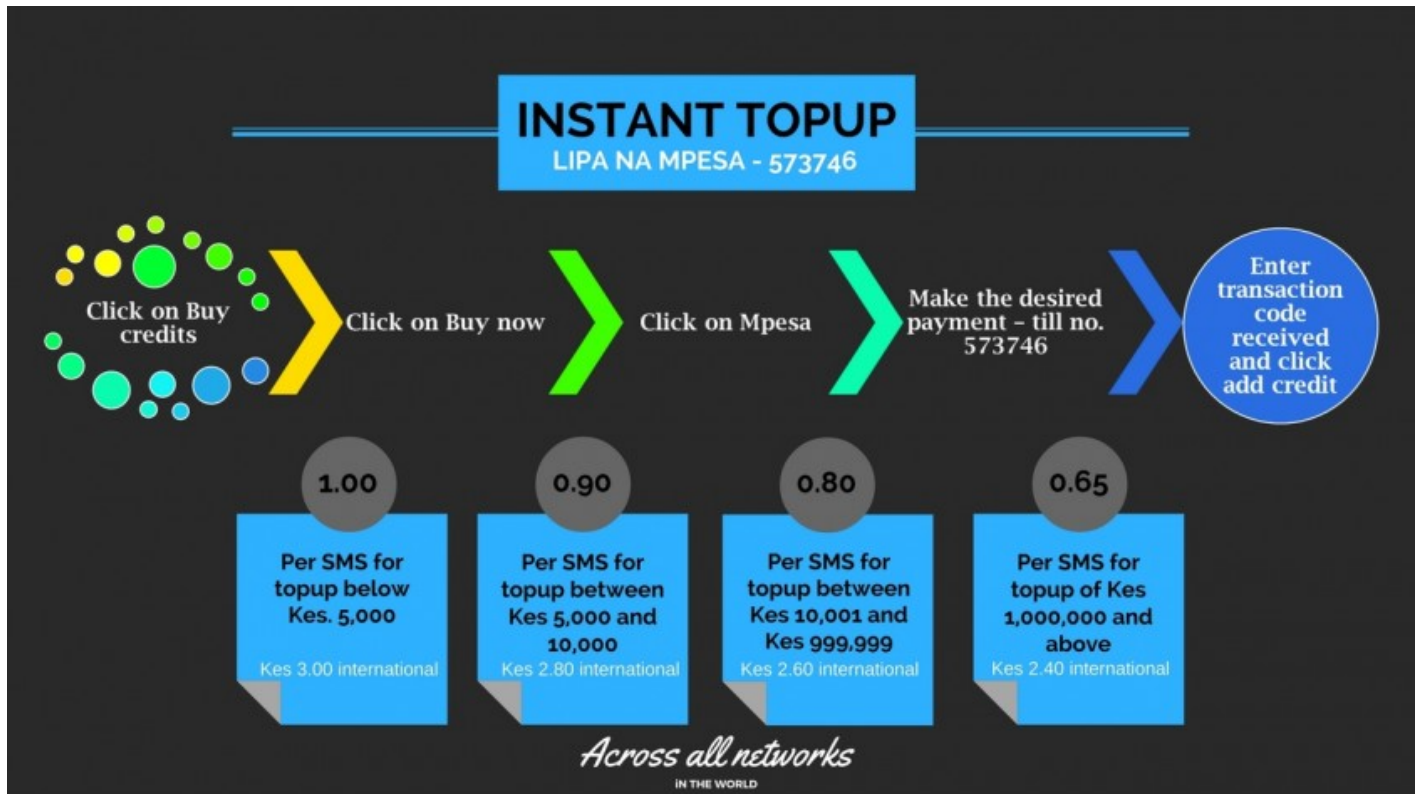 INSTANT TOPUP
LIPA NA MPESA - 573746
Click on Buy
credits
Click on Buy now
Click on Mpesa
Make the desired
payment – till no.
573746
Enter
transaction
code
received
and click
add credit
1.00
Per SMS for
topup below
Kes. 5,000
Kes 3.00 international
0.90
Per SMS for
topup between
Kes 5,000 and
10,000
Kes 2.80 international
0.80
Per SMS for
topup between
Kes 10,001 and
Kes 999,999
Kes 2.60 international
0.65
Per SMS for
topup of Kes
1,000,000 and
above
Kes 2.40 international
Across all networks
iN THE WORLD